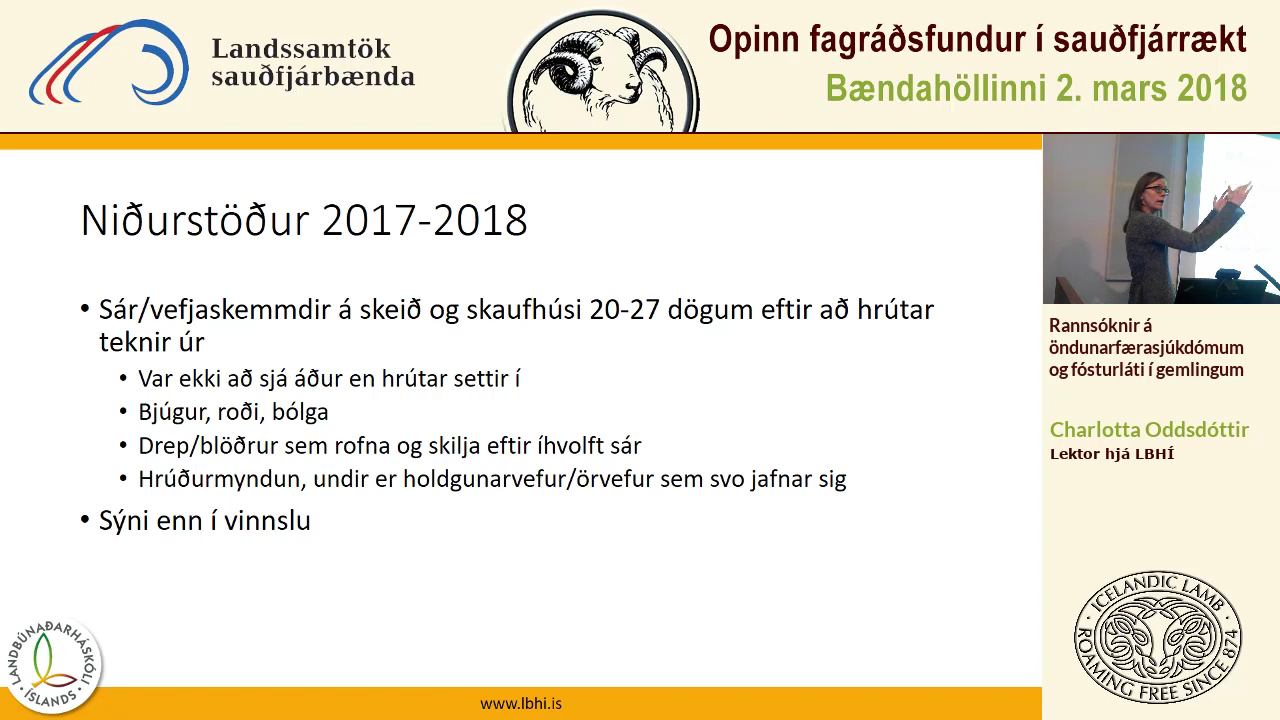 Landssamtök
sauðfjárbænda
Opinn fagráðsfundur í sauðfjárrækt
Bændahöllinni 2. mars 2018
Niðurstöður 2017-2018
• Sár/vefjaskemmdir á skeið og skaufhúsi 20-27 dögum eftir að hrútar
teknir úr
• Var ekki að sjá áður en hrútar settir í
• Bjúgur, roði, bólga
• Drep/blöðrur sem rofna og skilja eftir íhvolft sár
• Hrúðurmyndun, undir er holdgunarvefur/örvefur sem svo jafnar sig
• Sýni enn í vinnslu
Rannsóknir á
öndunarfærasjúkdómum
og fósturláti í gemlingum
Charlotta Oddsdóttir
Lektor hjá LBHÍ
ICELANDIC LAMB
ROAMING FREE SINCE 874
LANDBÚNAÐARHÁSKÓLI
ÍSLANDS
www.lbhi.is